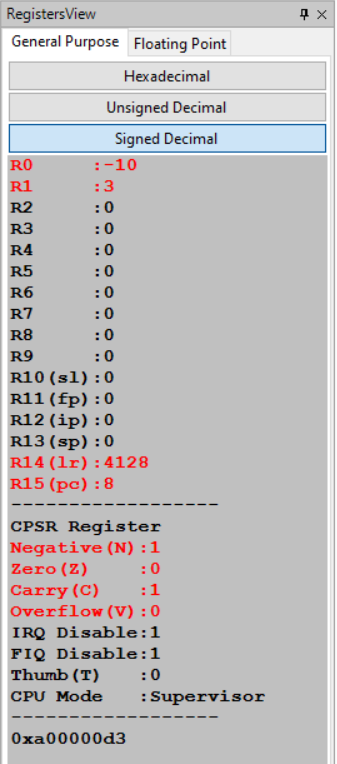 RegistersView
General Purpose Floating Point
Hexadecimal
Unsigned Decimal
Signed Decimal
R0 :-10
R1 :3
R2 :0
R3 :0
R4 :0
R5 :0
R6 :0
R7 :0
R8 :0
R9 :0
R10(sl):0
R11(fp):0
R12(ip):0
R13(sp):0
R14(lr):4128
R15(pc):8
-------------------
CPSR Register
Negative(N):1
Zero(Z) :0
Carry(C) :1
Overflow(V):0
IRQ Disable:1
FIQ Disable:1
Thumb(T) :0
CPU Mode :Supervisor
-------------------
0xa00000d3